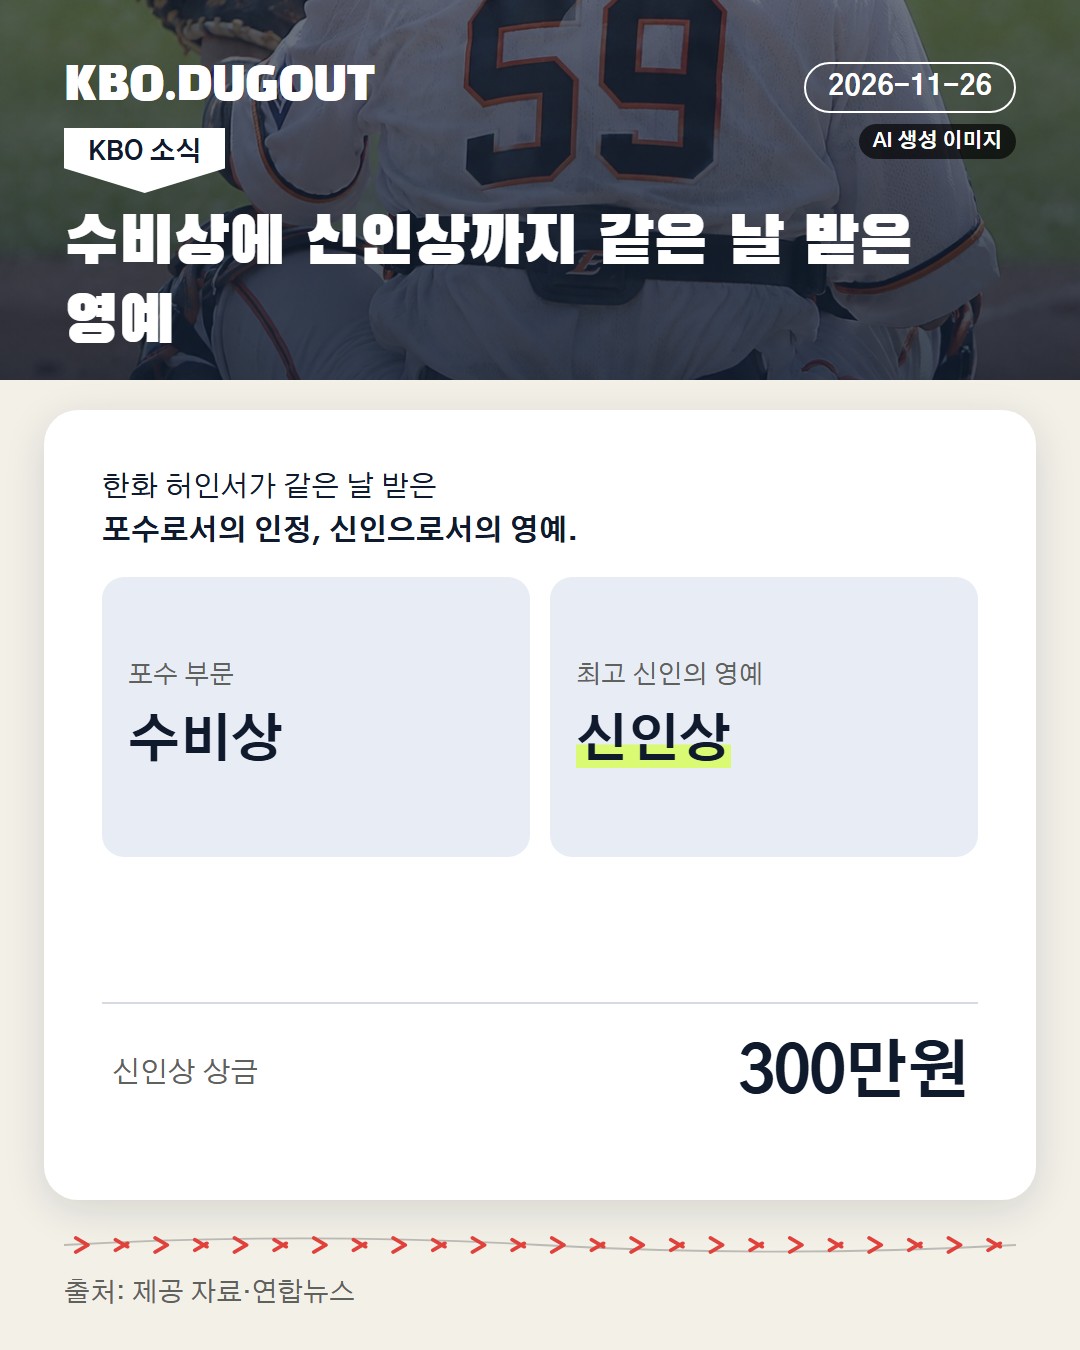 59
KBO.DUGOUT
2026-11-26
KBO 소식
AI 생성 이미지
수비상에 신인상까지 같은 날 받은
영예
E
한화 허인서가 같은 날 받은
포수로서의 인정, 신인으로서의 영예.
포수 부문
최고 신인의 영예
수비상
신인상
신인상 상금
300만원
출처: 제공 자료·연합뉴스